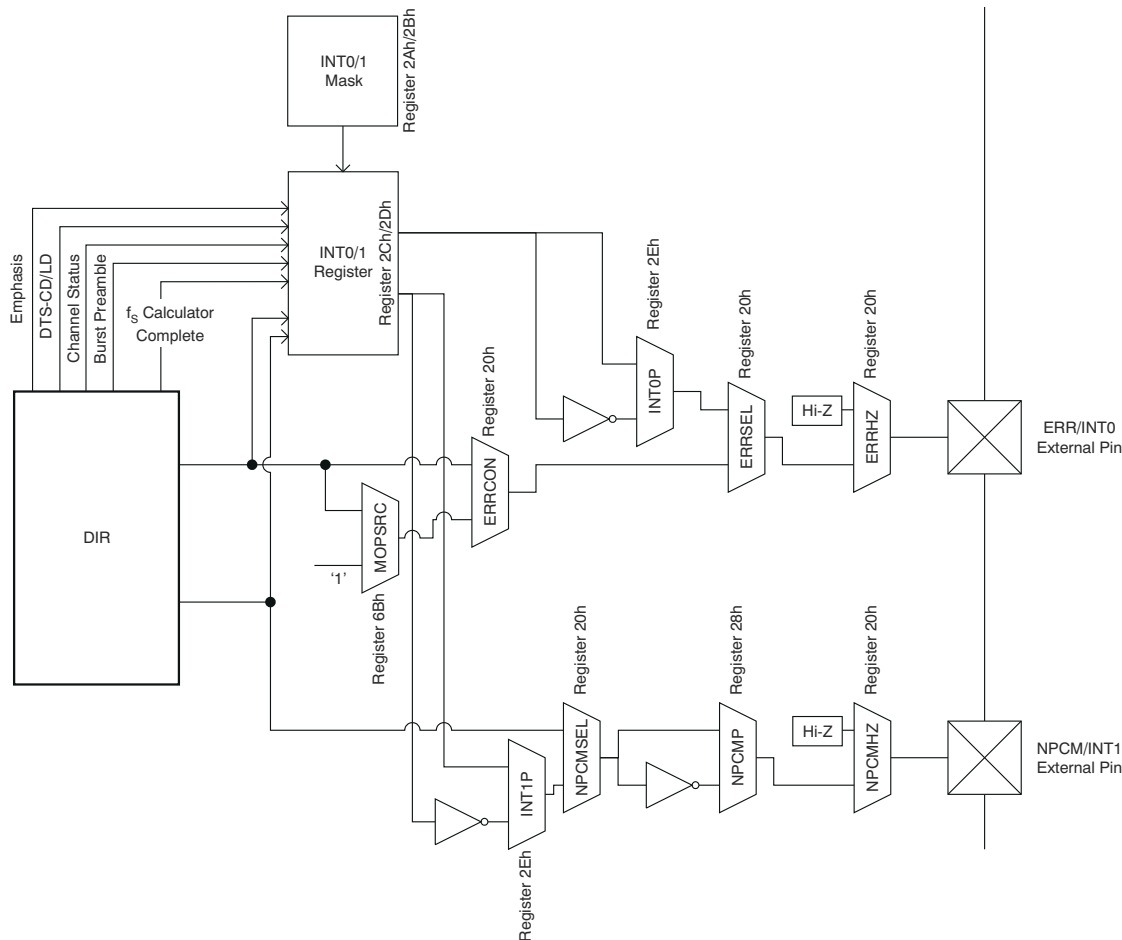 INT0/1
Mask
Register 2Ah/2Bh
INT0/1
Register
Register 2Ch/2Dh
Emphasis
DTS-CD/LD
Channel Status
Burst Preamble
fS Calculator
Complete
DIR
Register 20h
ERRCON
MOPSRC
'1'
Register 6Bh
Register 2Eh
INT0P
Register 20h
ERRSEL
Register 20h
Hi-Z
ERRHZ
ERR/INT0
External Pin
Register 20h
NPCMSEL
INT1P
Register 2Eh
Register 28h
NPCMP
Register 20h
Hi-Z
NPCMHZ
NPCM/INT1
External Pin